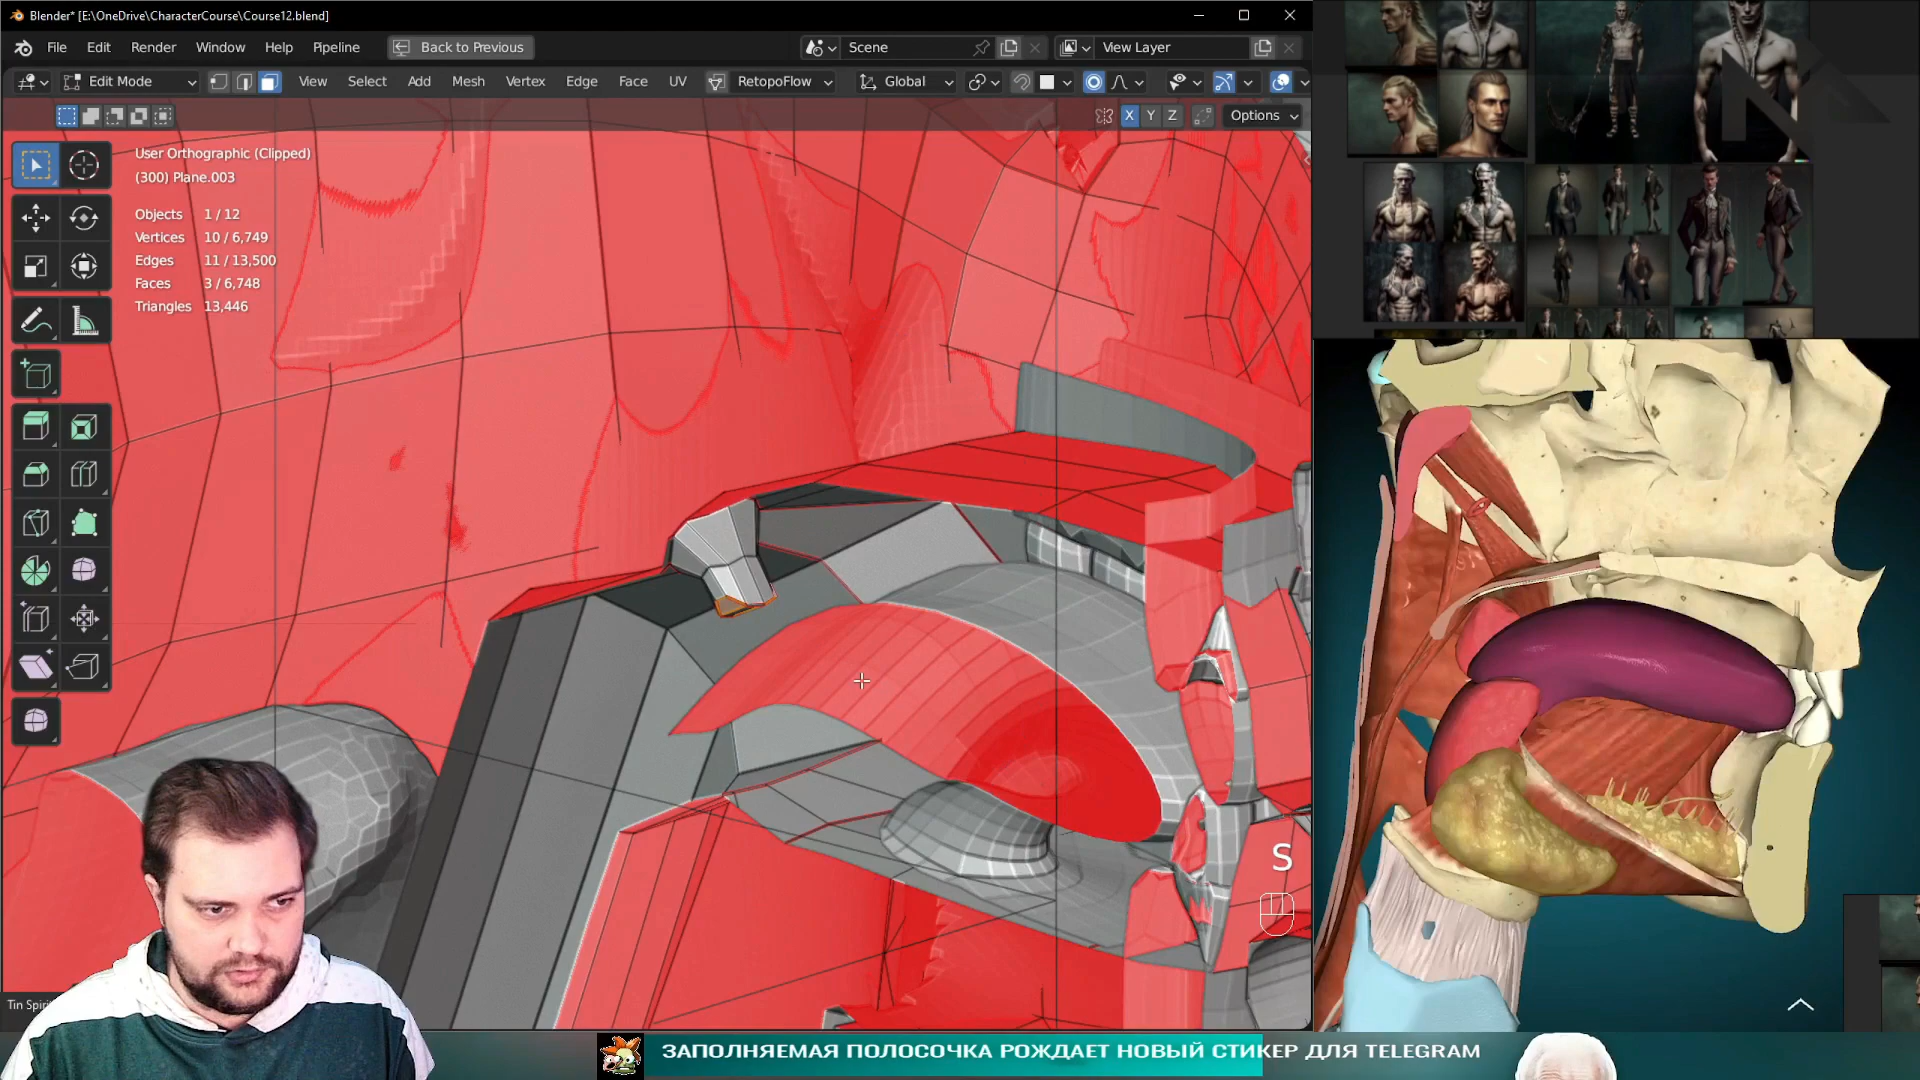 Blender* [E:\OneDrive\CharacterCourse\Course12.blend]
File Edit Render Window Help Pipeline Back to Previous Scene View Layer
Edit Mode View Select Add Mesh Vertex Edge Face UV RetopoFlow Global
X Y Z Options
User Orthographic (Clipped)
(300) Plane.003
Objects 1 / 12
Vertices 10 / 6,749
Edges 11 / 13,500
Faces 3 / 6,748
Triangles 13,446
S
Tin Spiri
ЗАПОЛНЯЕМАЯ ПОЛОСОЧКА РОЖДАЕТ НОВЫЙ СТИКЕР ДЛЯ TELEGRAM